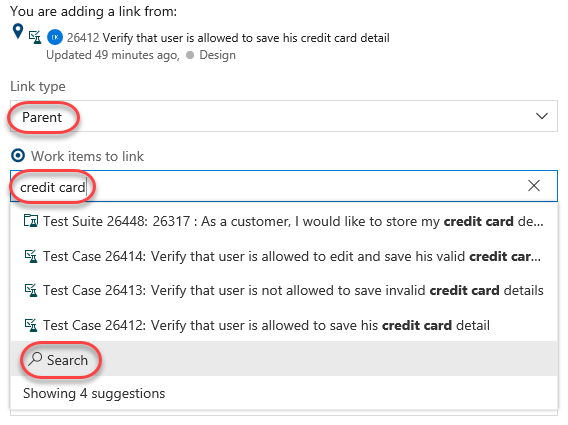 You are adding a link from:
26412 Verify that user is allowed to save his credit card detail
Updated 49 minutes ago, Design
Link type
Parent
Work items to link
credit card
Test Suite 26448: 26317 : As a customer, I would like to store my credit card de...
Test Case 26414: Verify that user is allowed to edit and save his valid credit car...
Test Case 26413: Verify that user is not allowed to save invalid credit card details
Test Case 26412: Verify that user is allowed to save his credit card detail
Search
Showing 4 suggestions